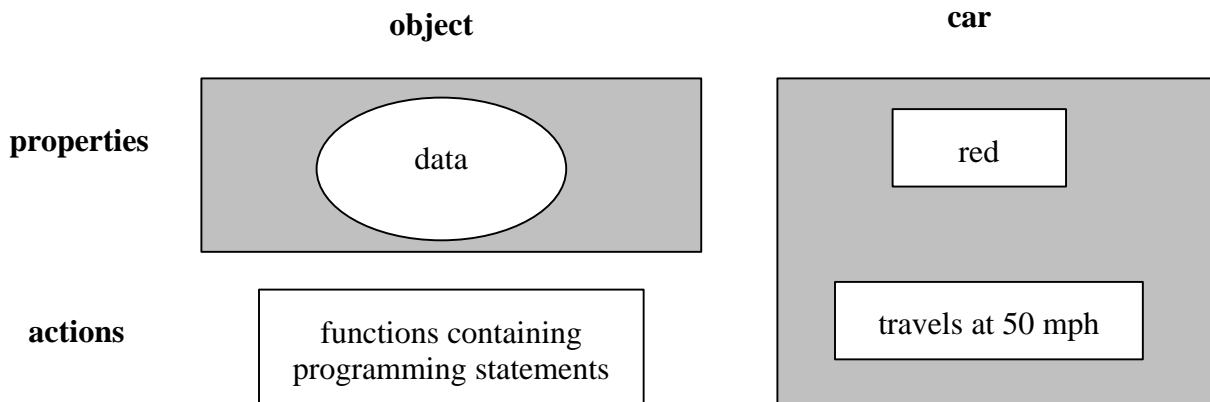 object
car
properties
data
red
actions
functions containing
programming statements
travels at 50 mph